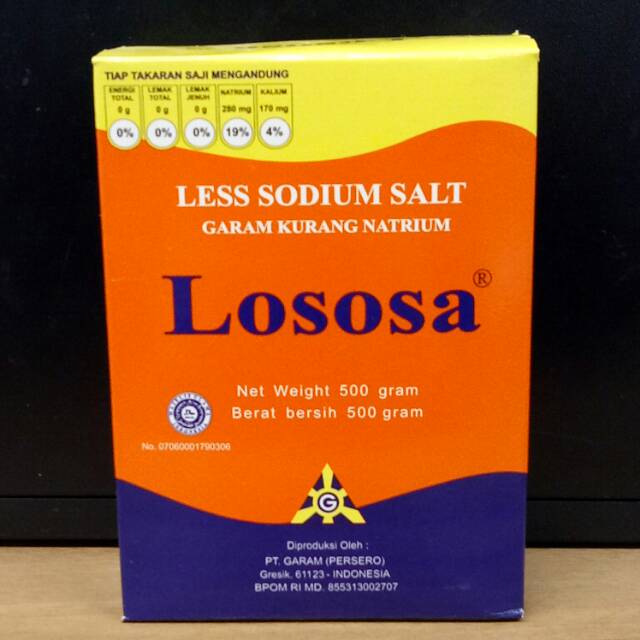 TIAP TAKARAN SAJI MENGANDUNG
ENERGI TOTAL 0 g 0%
LEMAK TOTAL 0 g 0%
LEMAK JENUH 0 g 0%
NATRIUM 280 mg 19%
KALIUM 170 mg 4%
LESS SODIUM SALT
GARAM KURANG NATRIUM
Lososa®
Net Weight 500 gram
Berat bersih 500 gram
No. 07060001790306
G
Diproduksi Oleh :
PT. GARAM (PERSERO)
Gresik, 61123 - INDONESIA
BPOM RI MD. 855313002707